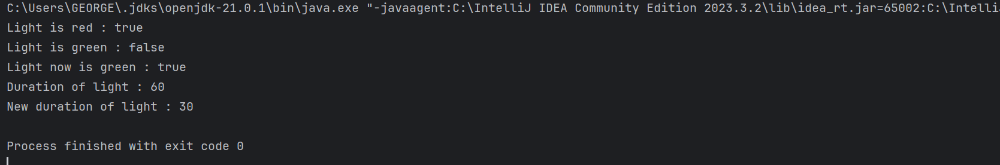 C:\Users\GEORGE\.jdks\openjdk-21.0.1\bin\java.exe "-javaagent:C:\IntelliJ IDEA Community Edition 2023.3.2\lib\idea_rt.jar=65002:C:\Intelli
Light is red : true
Light is green : false
Light now is green : true
Duration of light : 60
New duration of light : 30
Process finished with exit code 0